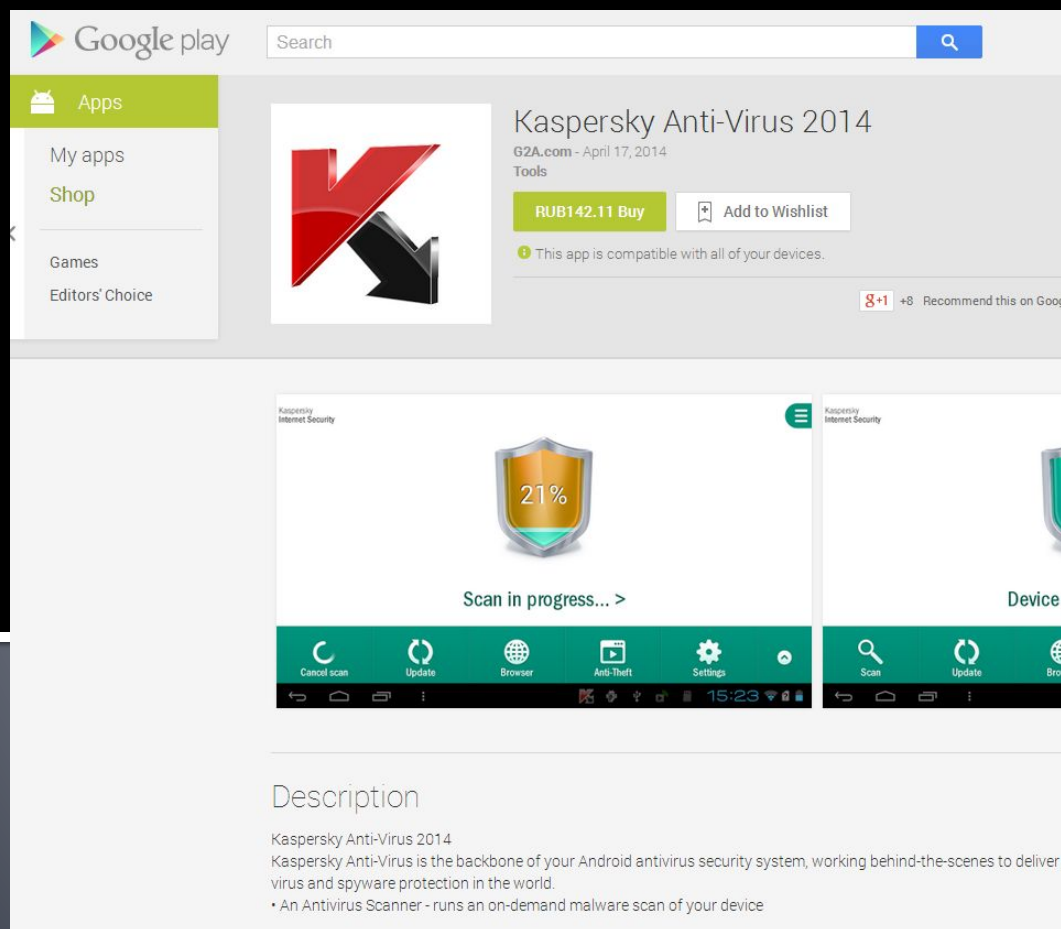 Google play
Search
Apps
My apps
Shop
Games
Editors' Choice
Kaspersky Anti-Virus 2014
G2A.com - April 17, 2014
Tools
RUB142.11 Buy
Add to Wishlist
This app is compatible with all of your devices.
g+1 +8 Recommend this on Goog
Kaspersky
Internet Security
21%
Scan in progress... >
Cancel scan
Update
Browser
Anti-Theft
Settings
15:23
Kaspersky
Internet Security
Device
Scan
Update
Bro
Description
Kaspersky Anti-Virus 2014
Kaspersky Anti-Virus is the backbone of your Android antivirus security system, working behind-the-scenes to deliver
virus and spyware protection in the world.
• An Antivirus Scanner - runs an on-demand malware scan of your device